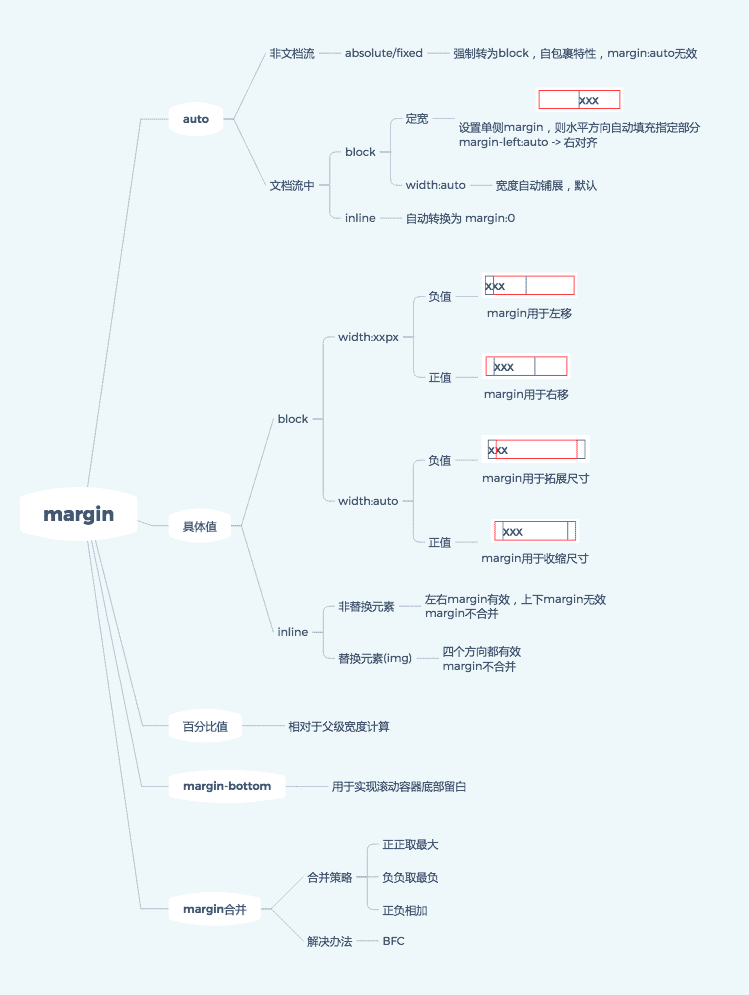 margin
auto
非文档流
absolute/fixed
强制转为block，自包裹特性，margin:auto无效
文档流中
block
定宽
xxx
设置单侧margin，则水平方向自动填充指定部分
margin-left:auto -> 右对齐
width:auto
宽度自动铺展，默认
inline
自动转换为 margin:0
具体值
block
width:xxpx
负值
xxx
margin用于左移
正值
xxx
margin用于右移
width:auto
负值
xxx
margin用于拓展尺寸
正值
xxx
margin用于收缩尺寸
inline
非替换元素
左右margin有效，上下margin无效
margin不合并
替换元素(img)
四个方向都有效
margin不合并
百分比值
相对于父级宽度计算
margin-bottom
用于实现滚动容器底部留白
margin合并
合并策略
正正取最大
负负取最负
正负相加
解决办法
BFC